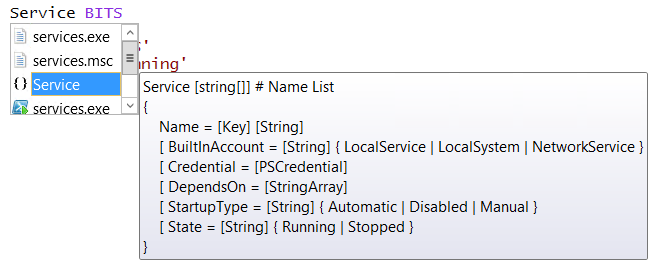 Service BITS
services.exe
services.msc
{} Service
services.exe
'
ning'
Service [string[]] # Name List
{
Name = [Key] [String]
[ BuiltInAccount = [String] { LocalService | LocalSystem | NetworkService }
[ Credential = [PSCredential]
[ DependsOn = [StringArray]
[ StartupType = [String] { Automatic | Disabled | Manual }
[ State = [String] { Running | Stopped }
}